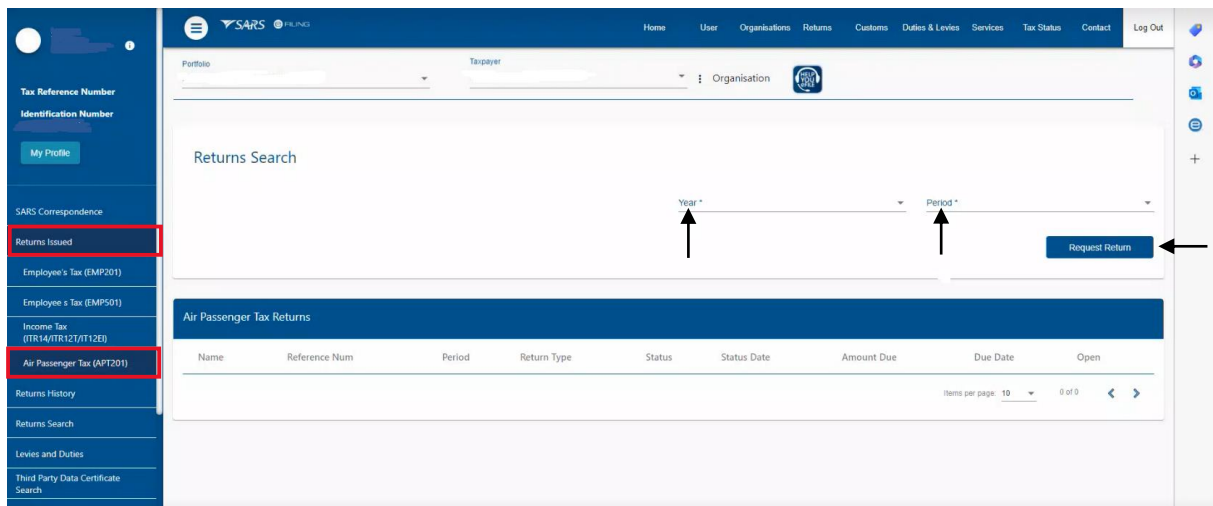 SARS eFILING
Home User Organisations Returns Customs Duties & Levies Services Tax Status Contact Log Out
Portfolio
Taxpayer
Organisation
HELP YOU eFILE
Tax Reference Number
Identification Number
My Profile
SARS Correspondence
Returns Issued
Employee's Tax (EMP201)
Employee s Tax (EMP501)
Income Tax
(ITR14/ITR12T/IT12EI)
Air Passenger Tax (APT201)
Returns History
Returns Search
Levies and Duties
Third Party Data Certificate
Search
Returns Search
Year *
Period *
Request Return
Air Passenger Tax Returns
Name Reference Num Period Return Type Status Status Date Amount Due Due Date Open
Items per page: 10 0 of 0